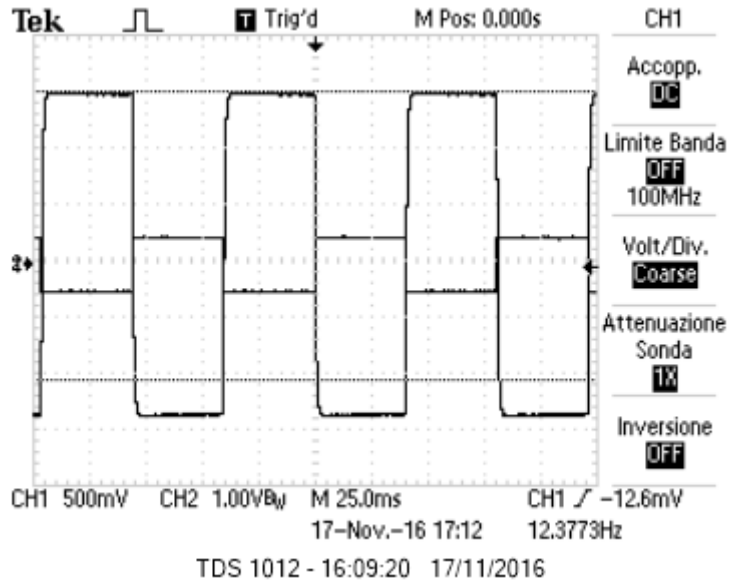 Tek T Trig'd M Pos: 0.000s CH1
Accopp.
DC
Limite Banda
OFF
100MHz
Volt/Div.
Coarse
Attenuazione
Sonda
1X
Inversione
OFF
CH1 500mV CH2 1.00VBW M 25.0ms CH1 -12.6mV
17-Nov.-16 17:12 12.3773Hz
TDS 1012 - 16:09:20 17/11/2016